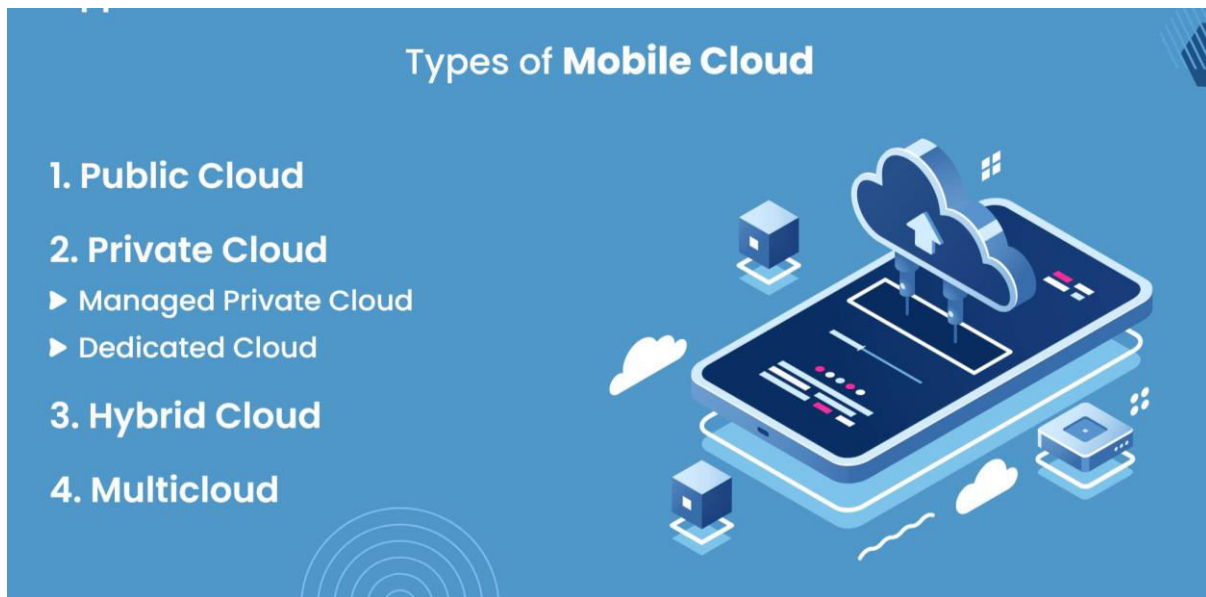 Types of Mobile Cloud
1. Public Cloud
2. Private Cloud
Managed Private Cloud
Dedicated Cloud
3. Hybrid Cloud
4. Multicloud